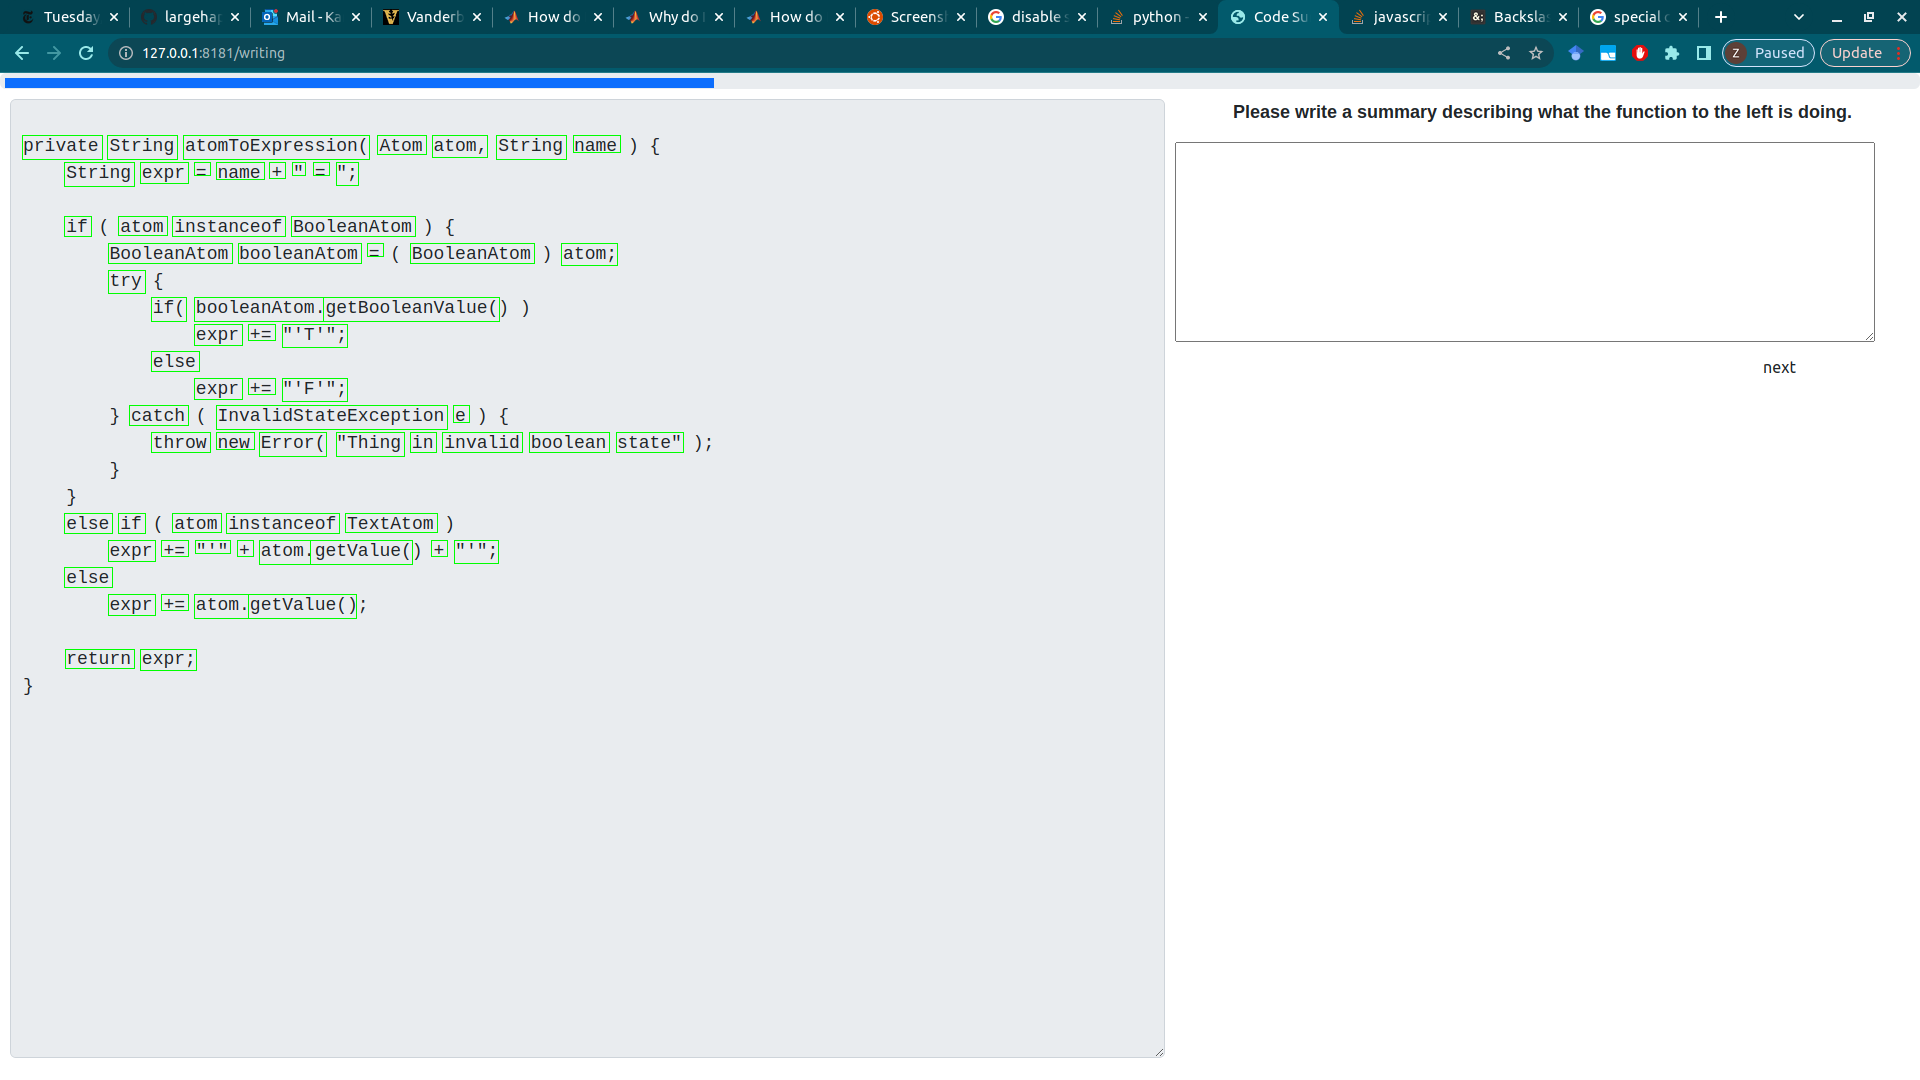 Tuesday
largehap
Mail - Ka
Vanderb
How do
Why do
How do
Screens
disable s
python -
Code Su
javascrip
Backslas
special c
127.0.0.1:8181/writing
Z Paused
Update
Please write a summary describing what the function to the left is doing.
private String atomToExpression( Atom atom, String name ) {
String expr = name + " = ";
if ( atom instanceof BooleanAtom ) {
BooleanAtom booleanAtom = ( BooleanAtom ) atom;
try {
if( booleanAtom.getBooleanValue() )
expr += "'T'";
else
expr += "'F'";
} catch ( InvalidStateException e ) {
throw new Error( "Thing in invalid boolean state" );
}
}
else if ( atom instanceof TextAtom )
expr += "'" + atom.getValue() + "'";
else
expr += atom.getValue();
return expr;
}
next